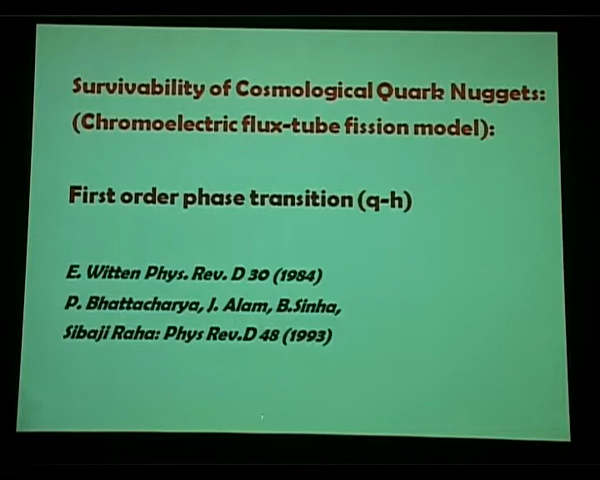 Survivability of Cosmological Quark Nuggets:
(Chromoelectric flux-tube fission model):
First order phase transition (q-h)
E. Witten Phys. Rev. D 30 (1984)
P. Bhattacharya, J. Alam, B.Sinha,
Sibaji Raha: Phys Rev.D 48 (1993)